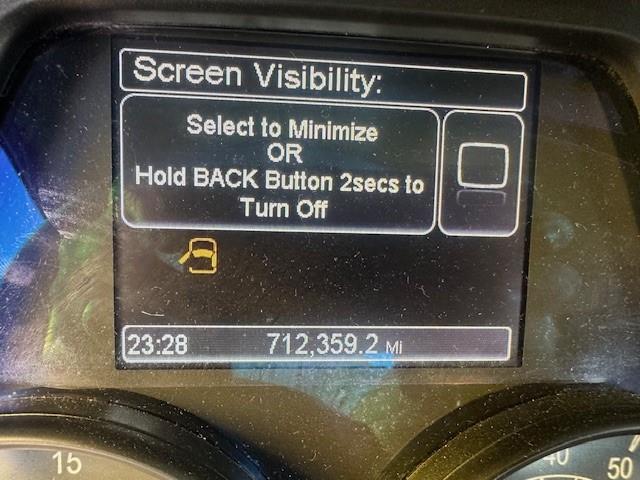 Screen Visibility:
Select to Minimize
OR
Hold BACK Button 2secs to
Turn Off
23:28 712,359.2 Mi
15 40 50